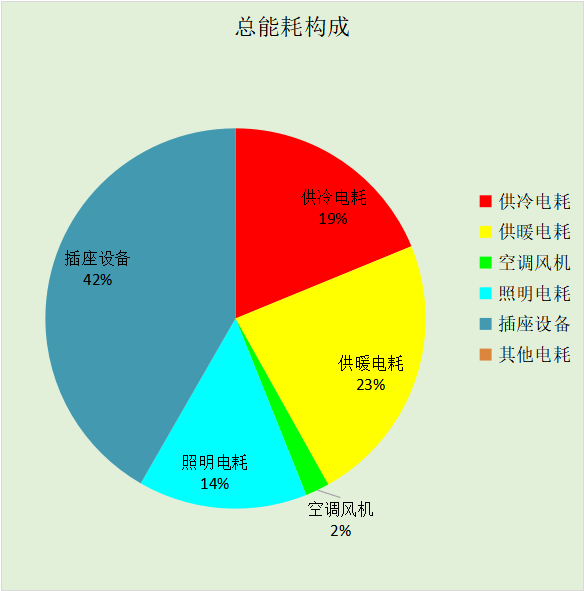 总能耗构成
供冷电耗
19%
供暖电耗
23%
空调风机
2%
照明电耗
14%
插座设备
42%
供冷电耗
供暖电耗
空调风机
照明电耗
插座设备
其他电耗